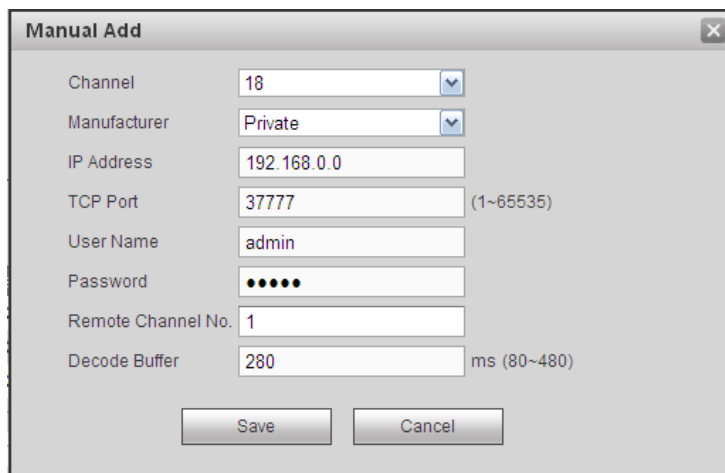 Manual Add
Channel 18
Manufacturer Private
IP Address 192.168.0.0
TCP Port 37777 (1~65535)
User Name admin
Password •••••
Remote Channel No. 1
Decode Buffer 280 ms (80~480)
Save Cancel